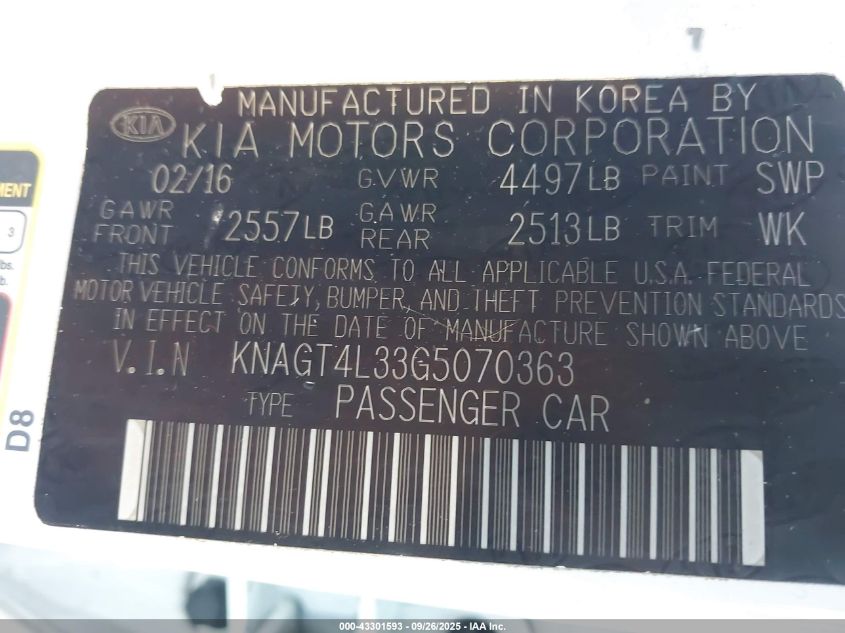 7
MANUFACTURED IN KOREA BY
KIA KIA MOTORS CORPORATION
02/16 GVWR 4497LB PAINT SWP
GAWR FRONT 2557LB G.AWR REAR 2513LB TRIM WK
THIS VEHICLE CONFORMS TO ALL APPLICABLE U.S.A. FEDERAL
MOTOR VEHICLE SAFETY, BUMPER, AND THEFT PREVENTION STANDARDS
IN EFFECT ON THE DATE OF MANUFACTURE SHOWN ABOVE
V.I.N KNAGT4L33G5070363
TYPE PASSENGER CAR
3
D8
000-43301593 - 09/26/2025 - IAA Inc.